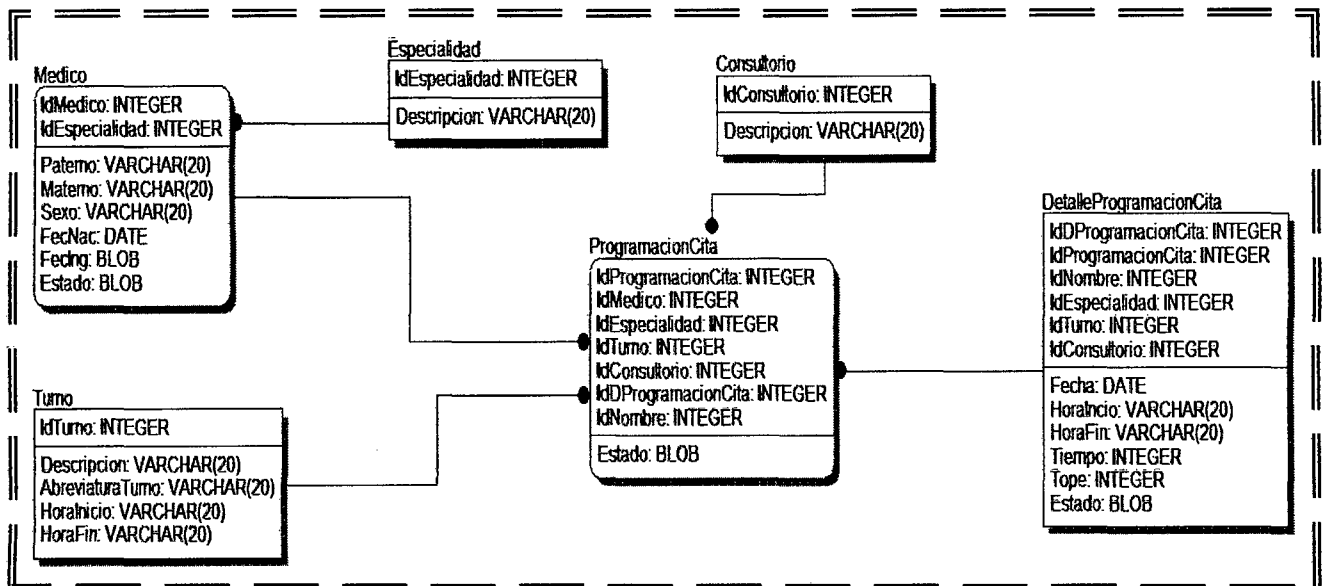 Medico
IdMedico: INTEGER
IdEspecialidad: INTEGER
Paterno: VARCHAR(20)
Materno: VARCHAR(20)
Sexo: VARCHAR(20)
FecNac: DATE
FecIng: BLOB
Estado: BLOB
Especialidad
IdEspecialidad: INTEGER
Descripcion: VARCHAR(20)
Consultorio
IdConsultorio: INTEGER
Descripcion: VARCHAR(20)
Turno
IdTurno: INTEGER
Descripcion: VARCHAR(20)
AbreviaturaTurno: VARCHAR(20)
HoraInicio: VARCHAR(20)
HoraFin: VARCHAR(20)
ProgramacionCita
IdProgramacionCita: INTEGER
IdMedico: INTEGER
IdEspecialidad: INTEGER
IdTurno: INTEGER
IdConsultorio: INTEGER
IdDProgramacionCita: INTEGER
IdNombre: INTEGER
Estado: BLOB
DetalleProgramacionCita
IdDProgramacionCita: INTEGER
IdProgramacionCita: INTEGER
IdNombre: INTEGER
IdEspecialidad: INTEGER
IdTurno: INTEGER
IdConsultorio: INTEGER
Fecha: DATE
HoraIncio: VARCHAR(20)
HoraFin: VARCHAR(20)
Tiempo: INTEGER
Tope: INTEGER
Estado: BLOB